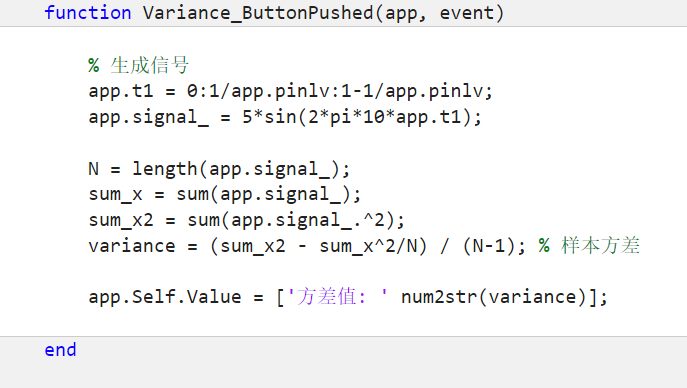 function Variance_ButtonPushed(app, event)
% 生成信号
app.t1 = 0:1/app.pinlv:1-1/app.pinlv;
app.signal_ = 5*sin(2*pi*10*app.t1);
N = length(app.signal_);
sum_x = sum(app.signal_);
sum_x2 = sum(app.signal_.^2);
variance = (sum_x2 - sum_x^2/N) / (N-1); % 样本方差
app.Self.Value = ['方差值: ' num2str(variance)];
end